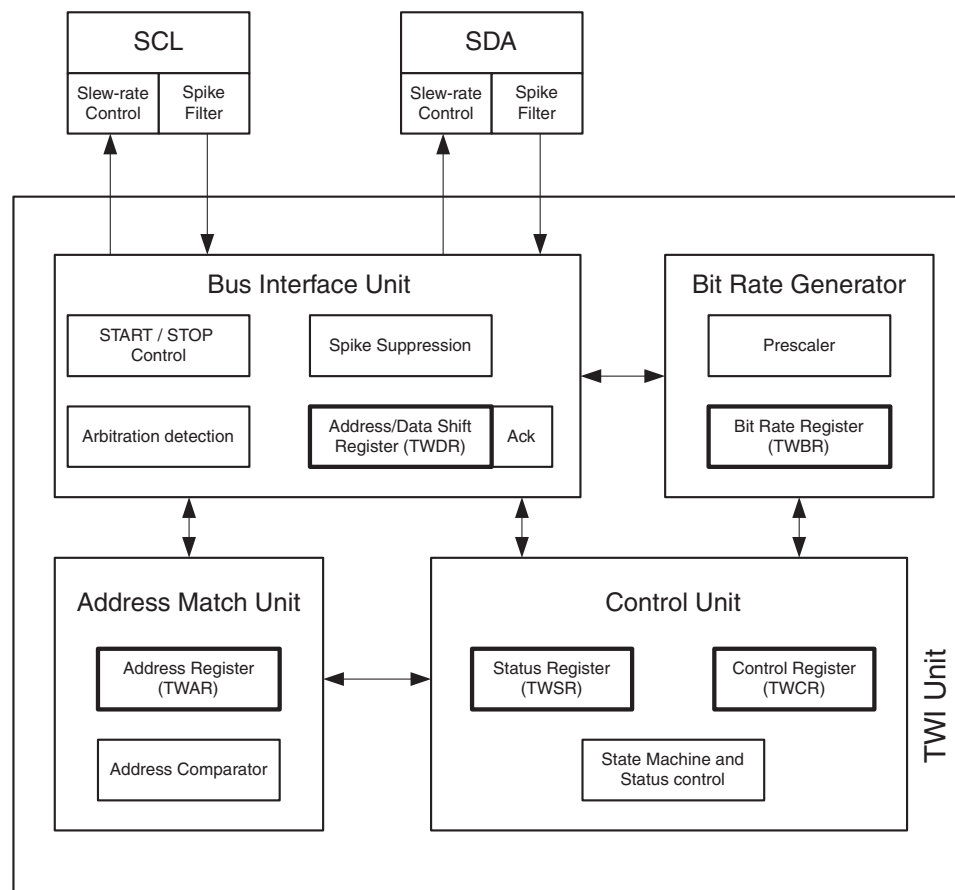 SCL
Slew-rate
Control
Spike
Filter
SDA
Slew-rate
Control
Spike
Filter
Bus Interface Unit
START / STOP
Control
Spike Suppression
Arbitration detection
Address/Data Shift
Register (TWDR)
Ack
Bit Rate Generator
Prescaler
Bit Rate Register
(TWBR)
Address Match Unit
Address Register
(TWAR)
Address Comparator
Control Unit
Status Register
(TWSR)
Control Register
(TWCR)
State Machine and
Status control
TWI Unit